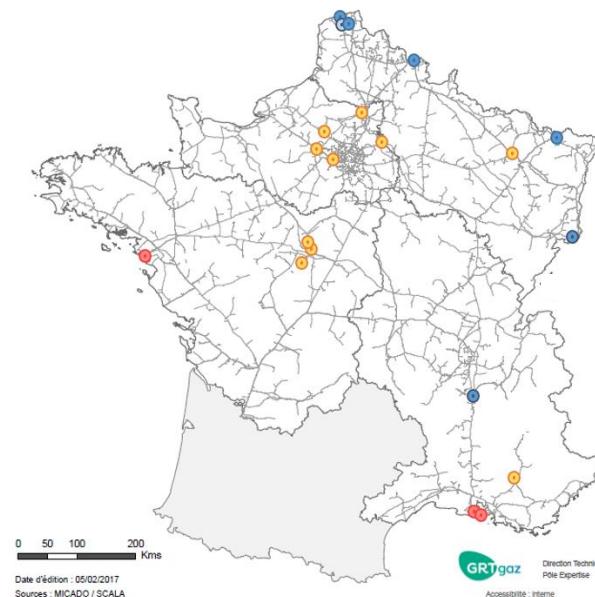 0 50 100 200
Kms
Date d'édition : 05/02/2017
Sources : MICADO / SCALA
GRTgaz
Direction Techni
Pôle Expertise
Accessibilité : Interne